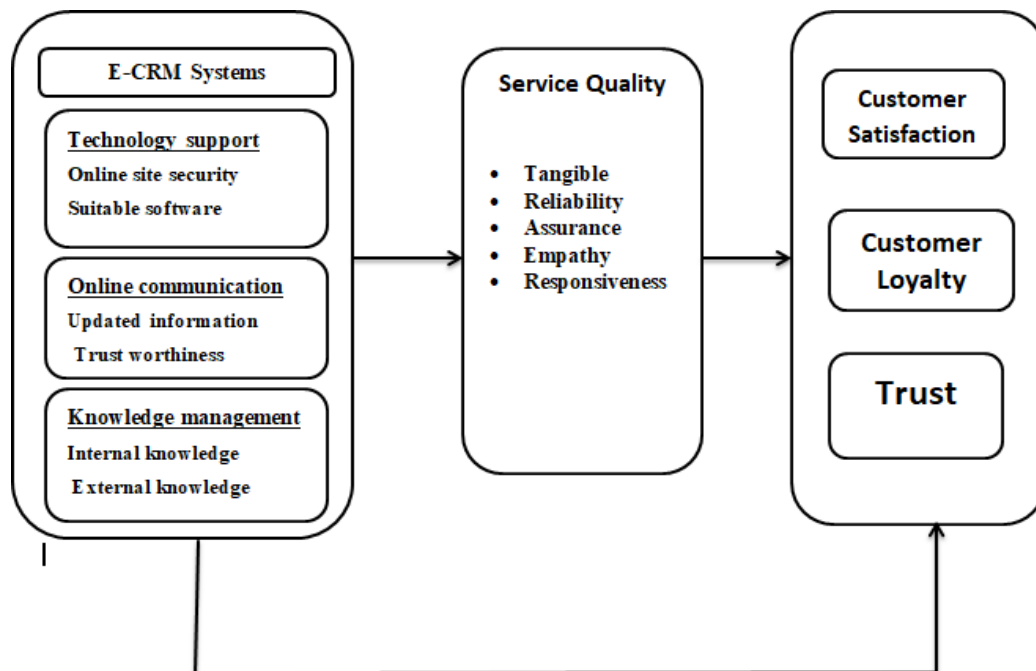 E-CRM Systems
Technology support
Online site security
Suitable software
Online communication
Updated information
Trust worthiness
Knowledge management
Internal knowledge
External knowledge
Service Quality
• Tangible
• Reliability
• Assurance
• Empathy
• Responsiveness
Customer
Satisfaction
Customer
Loyalty
Trust